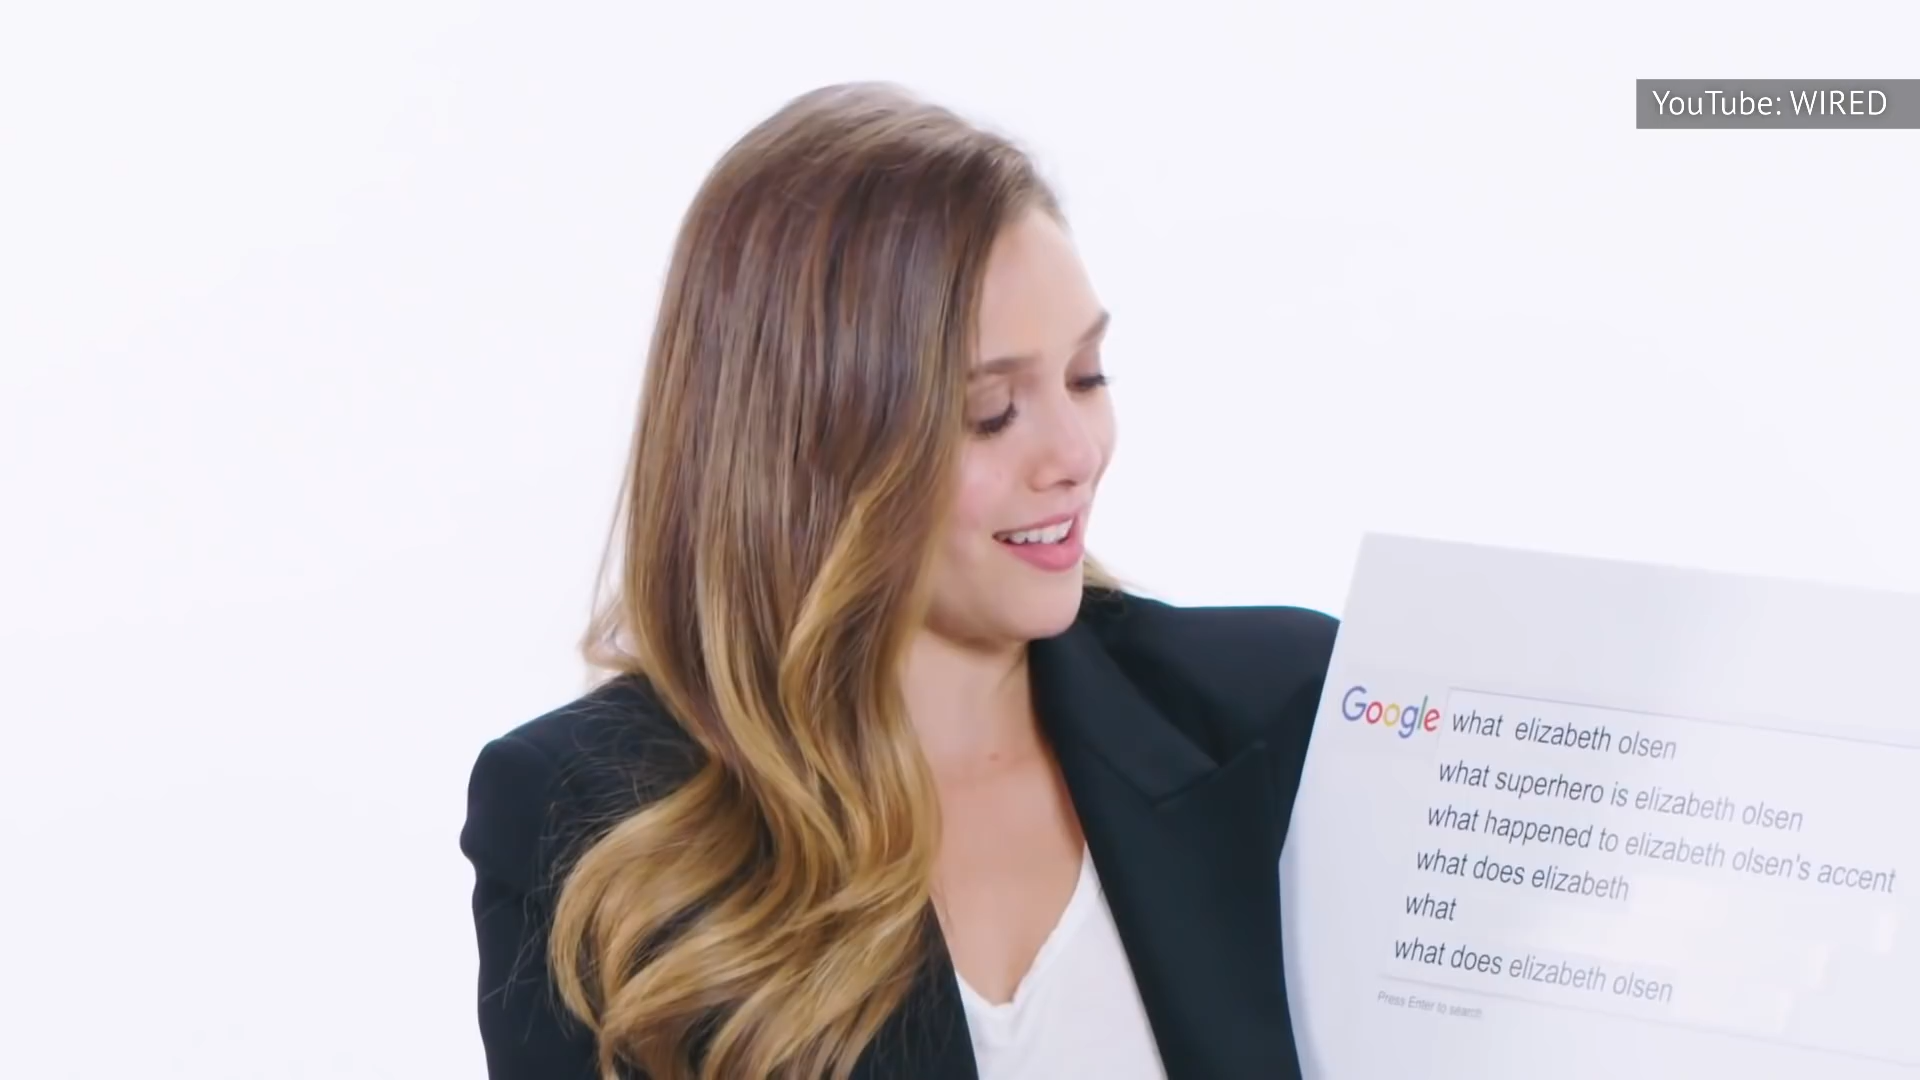 YouTube: WIRED
Google what elizabeth olsen
what superhero is elizabeth olsen
what happened to elizabeth olsen's accent
what does elizabeth
what
what does elizabeth olsen
Press Enter to search